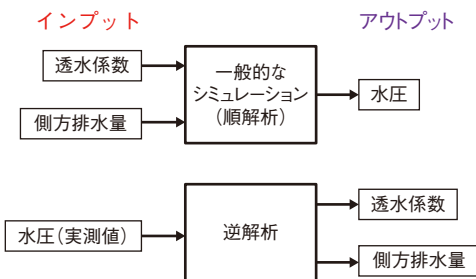 インプット
アウトプット
透水係数
側方排水量
一般的な
シミュレーション
(順解析)
水圧
水圧(実測値)
逆解析
透水係数
側方排水量